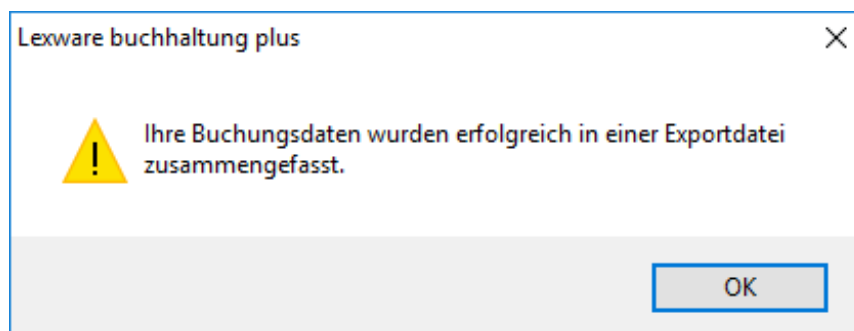 Lexware buchhaltung plus
Ihre Buchungsdaten wurden erfolgreich in einer Exportdatei
zusammengefasst.
OK